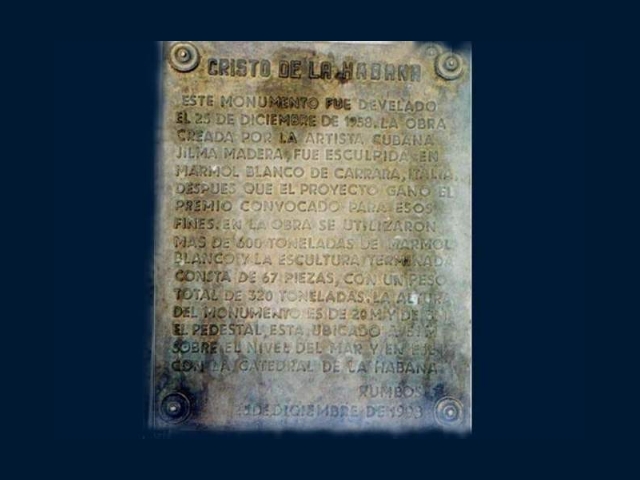 CRISTO DE LA HABANA
ESTE MONUMENTO FUE DEVELADO
EL 25 DE DICIEMBRE DE 1958. LA OBRA
CREADA POR LA ARTISTA CUBANA
JILMA MADERA, FUE ESCULPIDA EN
MARMOL BLANCO DE CARRARA, ITALIA.
DESPUES QUE EL PROYECTO GANO EL
PREMIO CONVOCADO PARA ESOS
FINES. EN LA OBRA SE UTILIZARON
MAS DE 600 TONELADAS DE MARMOL
BLANCO Y LA ESCULTURA TERMINADA
CONSTA DE 67 PIEZAS, CON UN PESO
TOTAL DE 320 TONELADAS. LA ALTURA
DEL MONUMENTO ES DE 20 M Y DE
EL PEDESTAL ESTA UBICADO A
SOBRE EL NIVEL DEL MAR Y EN EJE
CON LA CATEDRAL DE LA HABANA
RUMBOS
DE DICIEMBRE DE